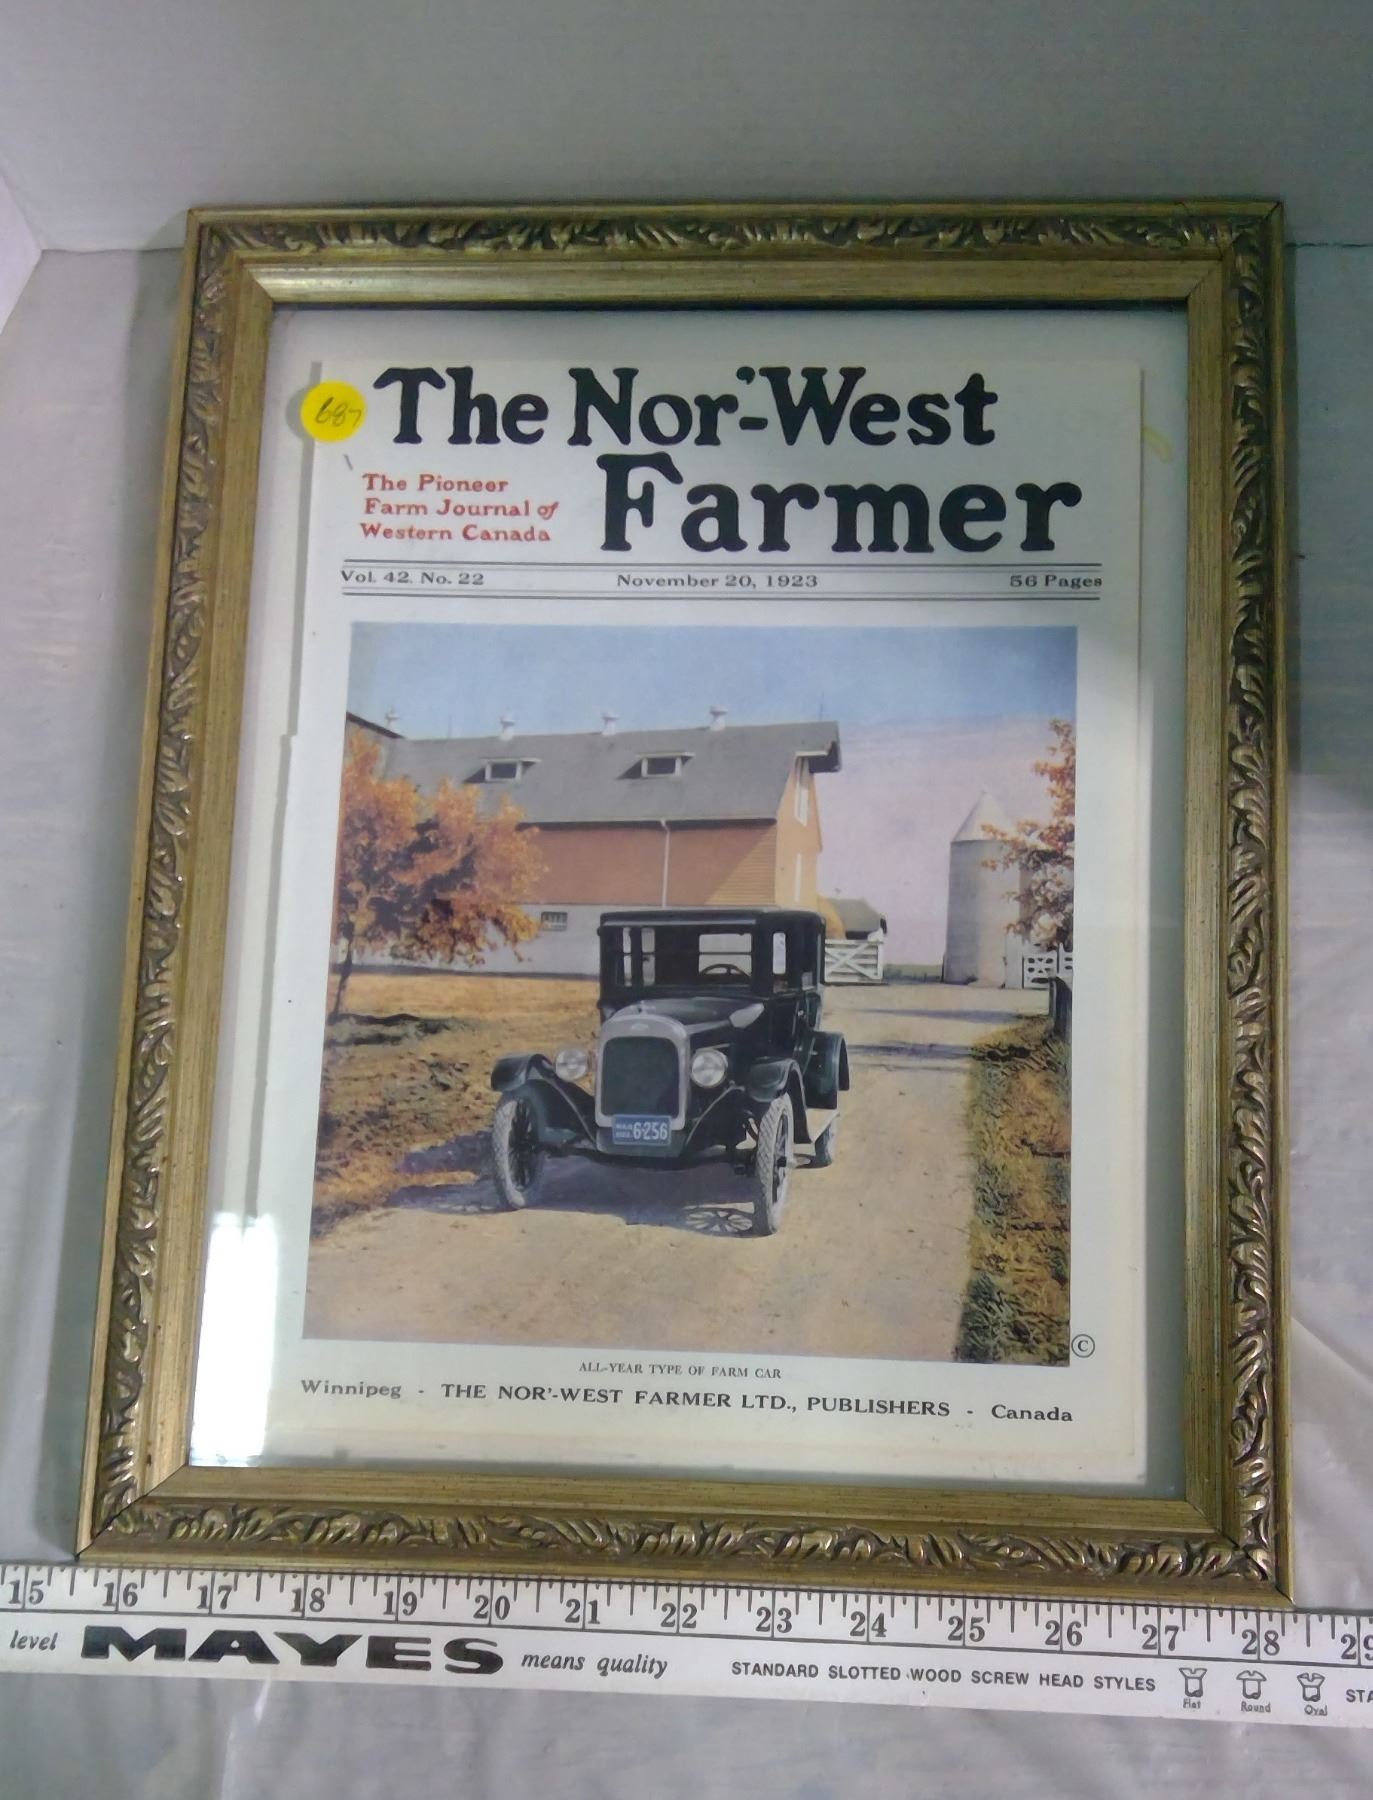 The Nor-'West
Farmer
687
The Pioneer
Farm Journal of
Western Canada
Vol. 42. No. 22 November 20, 1923 56 Pages
6-256
©
ALL-YEAR TYPE OF FARM CAR
Winnipeg - THE NOR'-WEST FARMER LTD., PUBLISHERS - Canada
15 16 17 18 19 20 21 22 23 24 25 26 27 28 29
level MAYES means quality STANDARD SLOTTED WOOD SCREW HEAD STYLES Flat Round Oval STA